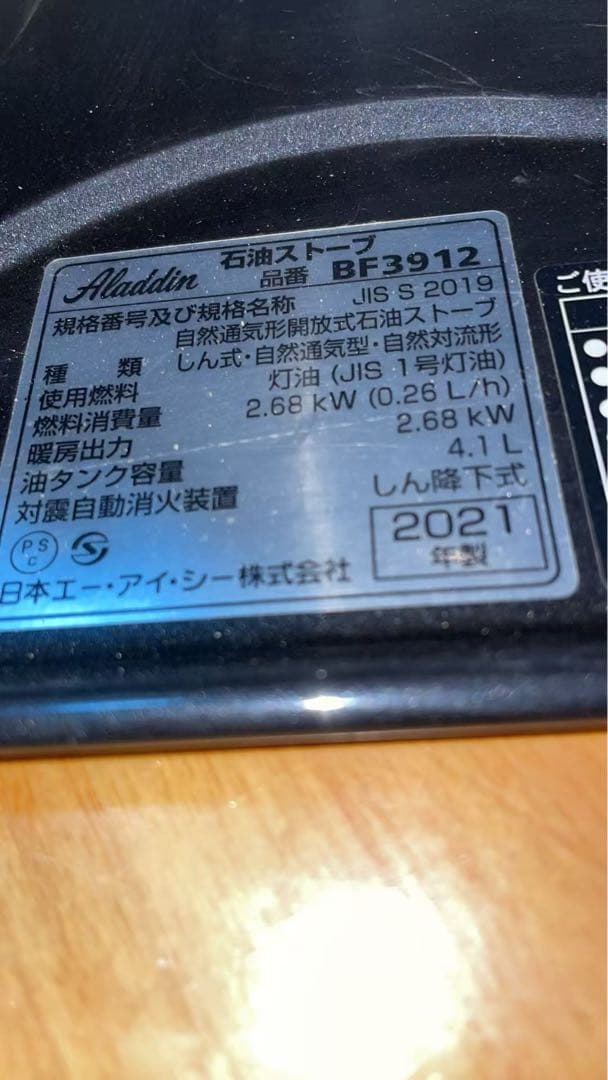 Aladdin 石油ストーブ
品番 BF3912
規格番号及び規格名称 JIS S 2019
自然通気形開放式石油ストーブ
種類 しん式・自然通気型・自然対流形
使用燃料 灯油 (JIS 1号灯油)
燃料消費量 2.68 kW (0.26 L/h)
暖房出力 2.68 kW
油タンク容量 4.1 L
対震自動消火装置 しん降下式
PSC
2021
年製
日本エー・アイ・シー株式会社
ご使